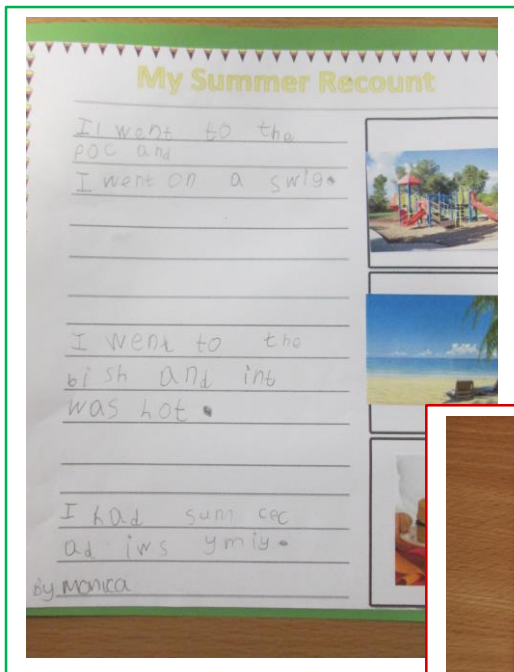 My Summer Recount
I went to the
poc and
I went on a swig.
I went to the
bish and int
was hot.
I had sum cec
ad iws ymiy.
By Monica